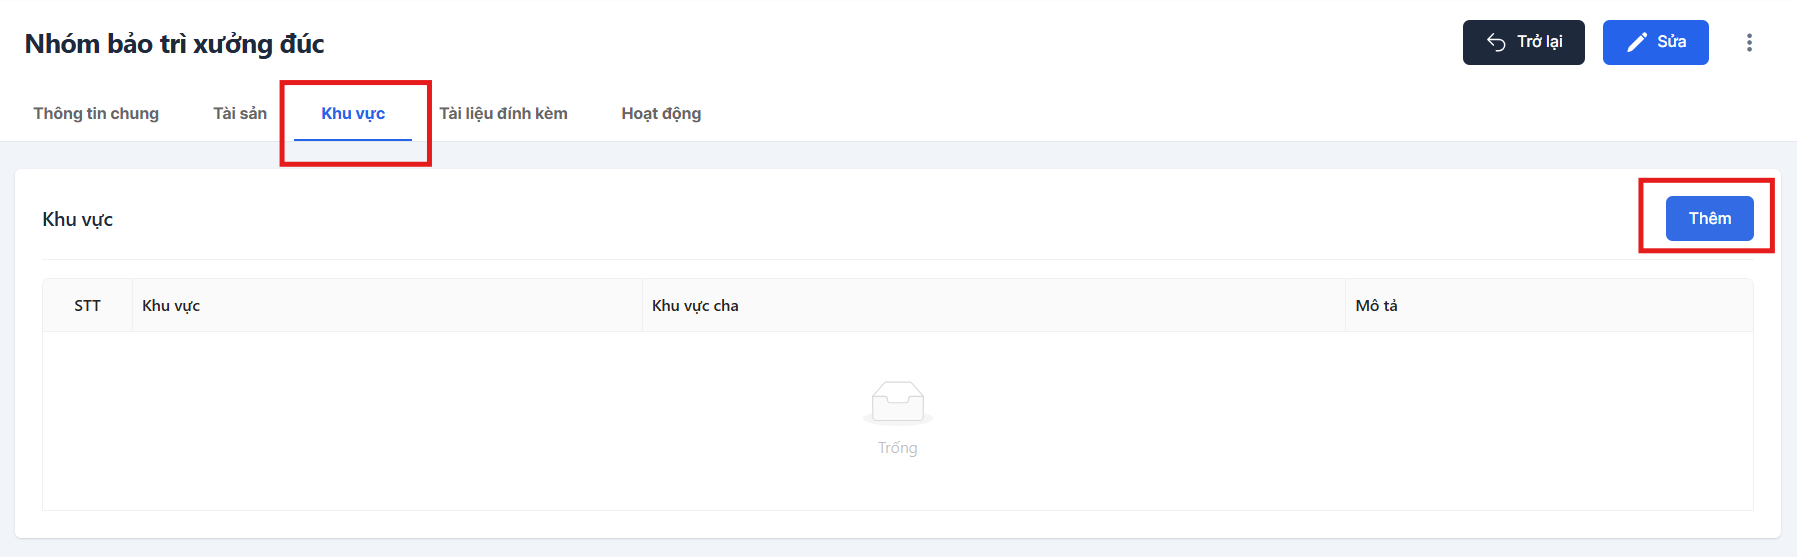 Nhóm bảo trì xưởng đúc
Trở lại
Sửa
Thông tin chung
Tài sản
Khu vực
Tài liệu đính kèm
Hoạt động
Khu vực
Thêm
STT
Khu vực
Khu vực cha
Mô tả
Trống